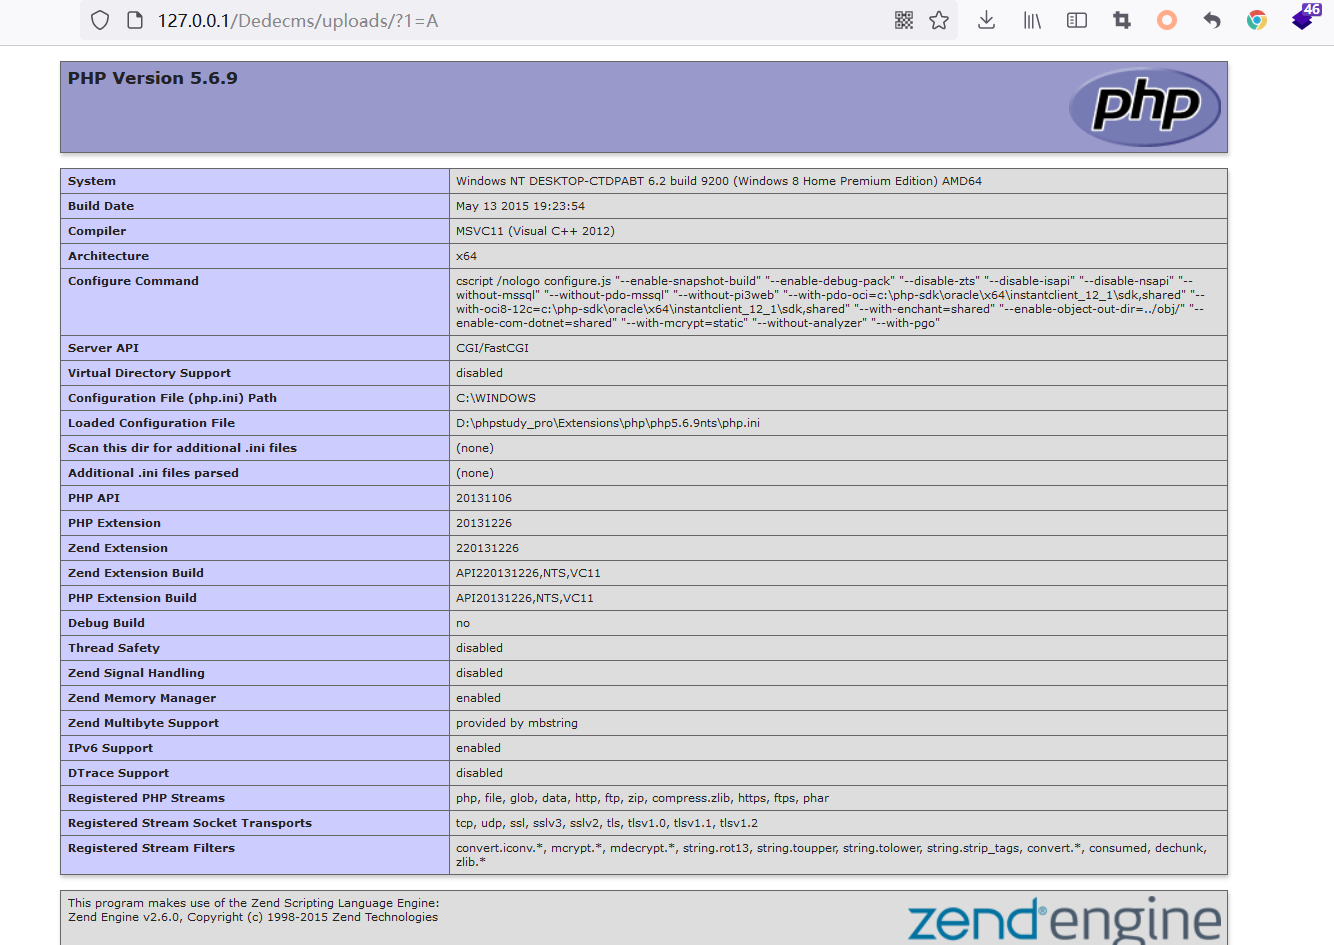 127.0.0.1/Dedecms/uploads/?1=A
46
PHP Version 5.6.9
php
System Windows NT DESKTOP-CTDPABT 6.2 build 9200 (Windows 8 Home Premium Edition) AMD64
Build Date May 13 2015 19:23:54
Compiler MSVC11 (Visual C++ 2012)
Architecture x64
Configure Command cscript /nologo configure.js "--enable-snapshot-build" "--enable-debug-pack" "--disable-zts" "--disable-isapi" "--disable-nsapi" "--
without-mssql" "--without-pdo-mssql" "--without-pi3web" "--with-pdo-oci=c:\php-sdk\oracle\x64\instantclient_12_1\sdk,shared" "--
with-oci8-12c=c:\php-sdk\oracle\x64\instantclient_12_1\sdk,shared" "--with-enchant=shared" "--enable-object-out-dir=../obj/" "--
enable-com-dotnet=shared" "--with-mcrypt=static" "--without-analyzer" "--with-pgo"
Server API CGI/FastCGI
Virtual Directory Support disabled
Configuration File (php.ini) Path C:\WINDOWS
Loaded Configuration File D:\phpstudy_pro\Extensions\php\php5.6.9nts\php.ini
Scan this dir for additional .ini files (none)
Additional .ini files parsed (none)
PHP API 20131106
PHP Extension 20131226
Zend Extension 220131226
Zend Extension Build API220131226,NTS,VC11
PHP Extension Build API20131226,NTS,VC11
Debug Build no
Thread Safety disabled
Zend Signal Handling disabled
Zend Memory Manager enabled
Zend Multibyte Support provided by mbstring
IPv6 Support enabled
DTrace Support disabled
Registered PHP Streams php, file, glob, data, http, ftp, zip, compress.zlib, https, ftps, phar
Registered Stream Socket Transports tcp, udp, ssl, sslv3, sslv2, tls, tlsv1.0, tlsv1.1, tlsv1.2
Registered Stream Filters convert.iconv.*, mcrypt.*, mdecrypt.*, string.rot13, string.toupper, string.tolower, string.strip_tags, convert.*, consumed, dechunk,
zlib.*
This program makes use of the Zend Scripting Language Engine:
Zend Engine v2.6.0, Copyright (c) 1998-2015 Zend Technologies
zend®engine